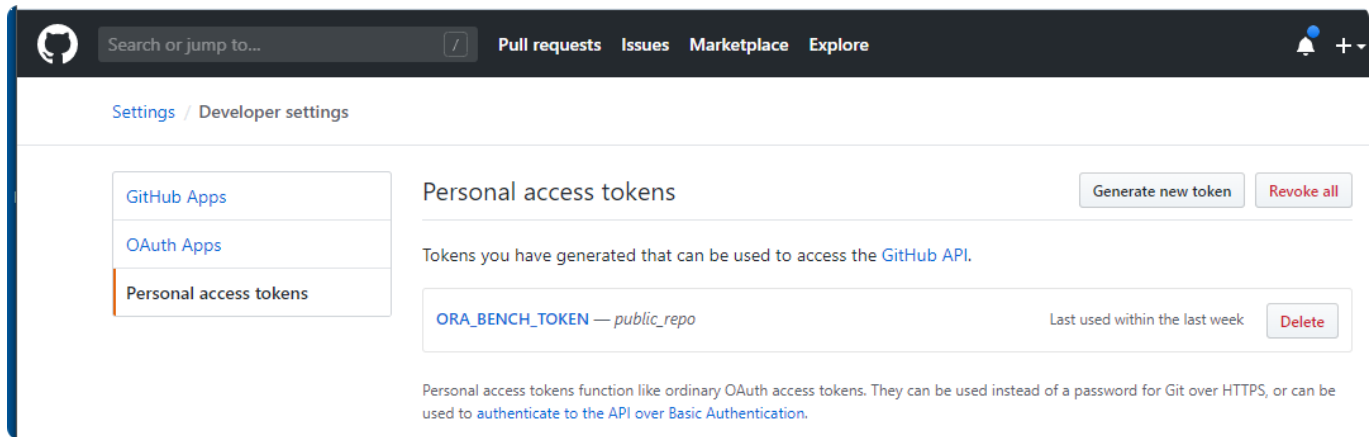 Search or jump to... /
Pull requests Issues Marketplace Explore
Settings / Developer settings
GitHub Apps
OAuth Apps
Personal access tokens
Personal access tokens
Generate new token
Revoke all
Tokens you have generated that can be used to access the GitHub API.
ORA_BENCH_TOKEN — public_repo
Last used within the last week
Delete
Personal access tokens function like ordinary OAuth access tokens. They can be used instead of a password for Git over HTTPS, or can be
used to authenticate to the API over Basic Authentication.